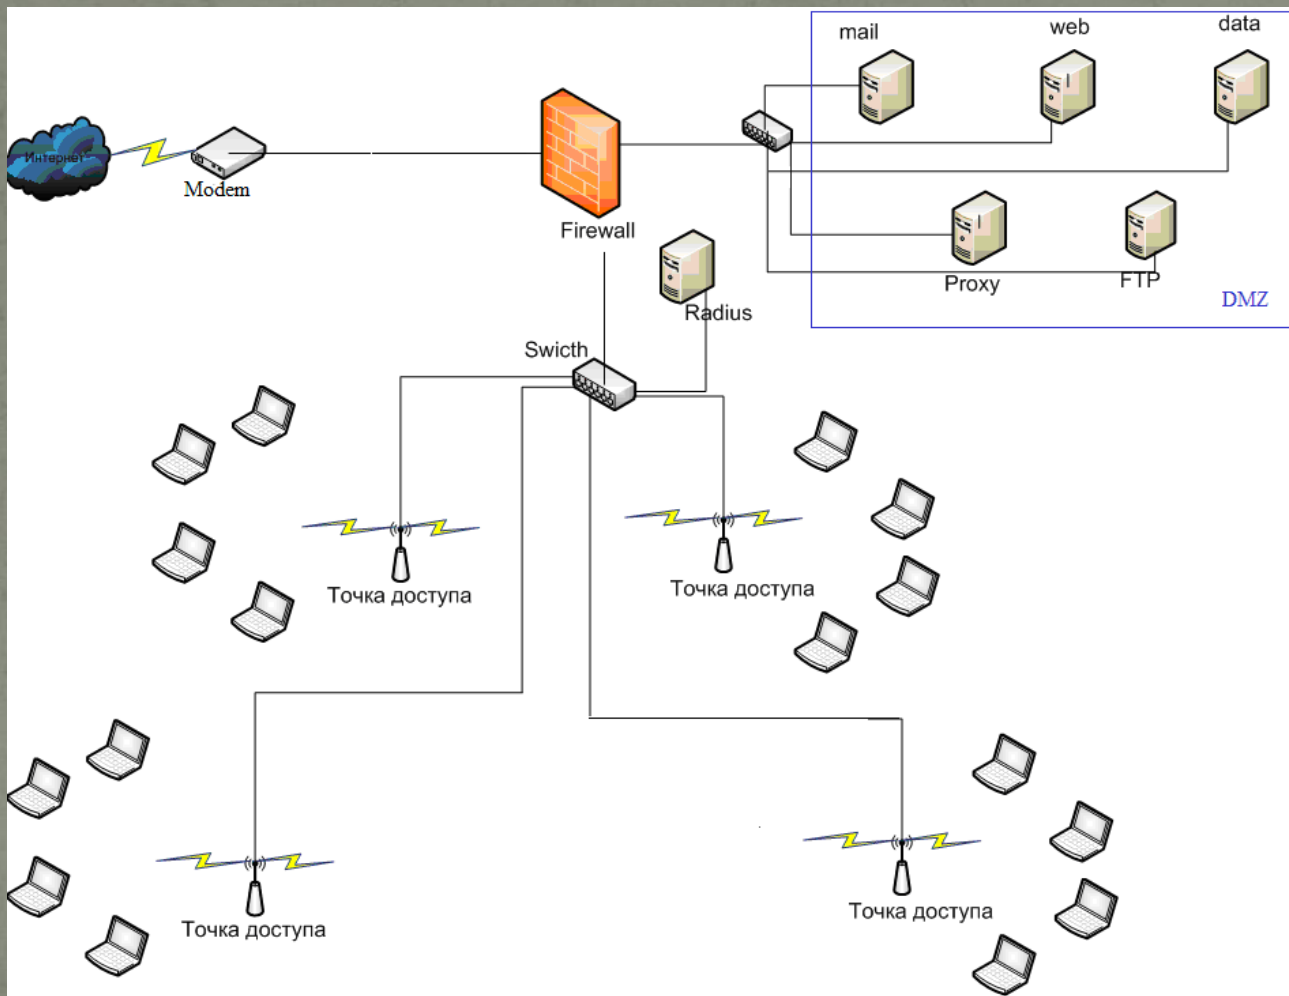 mail
web
data
Интернет
Modem
Firewall
Proxy
FTP
DMZ
Radius
Swicth
Точка доступа
Точка доступа
Точка доступа
Точка доступа